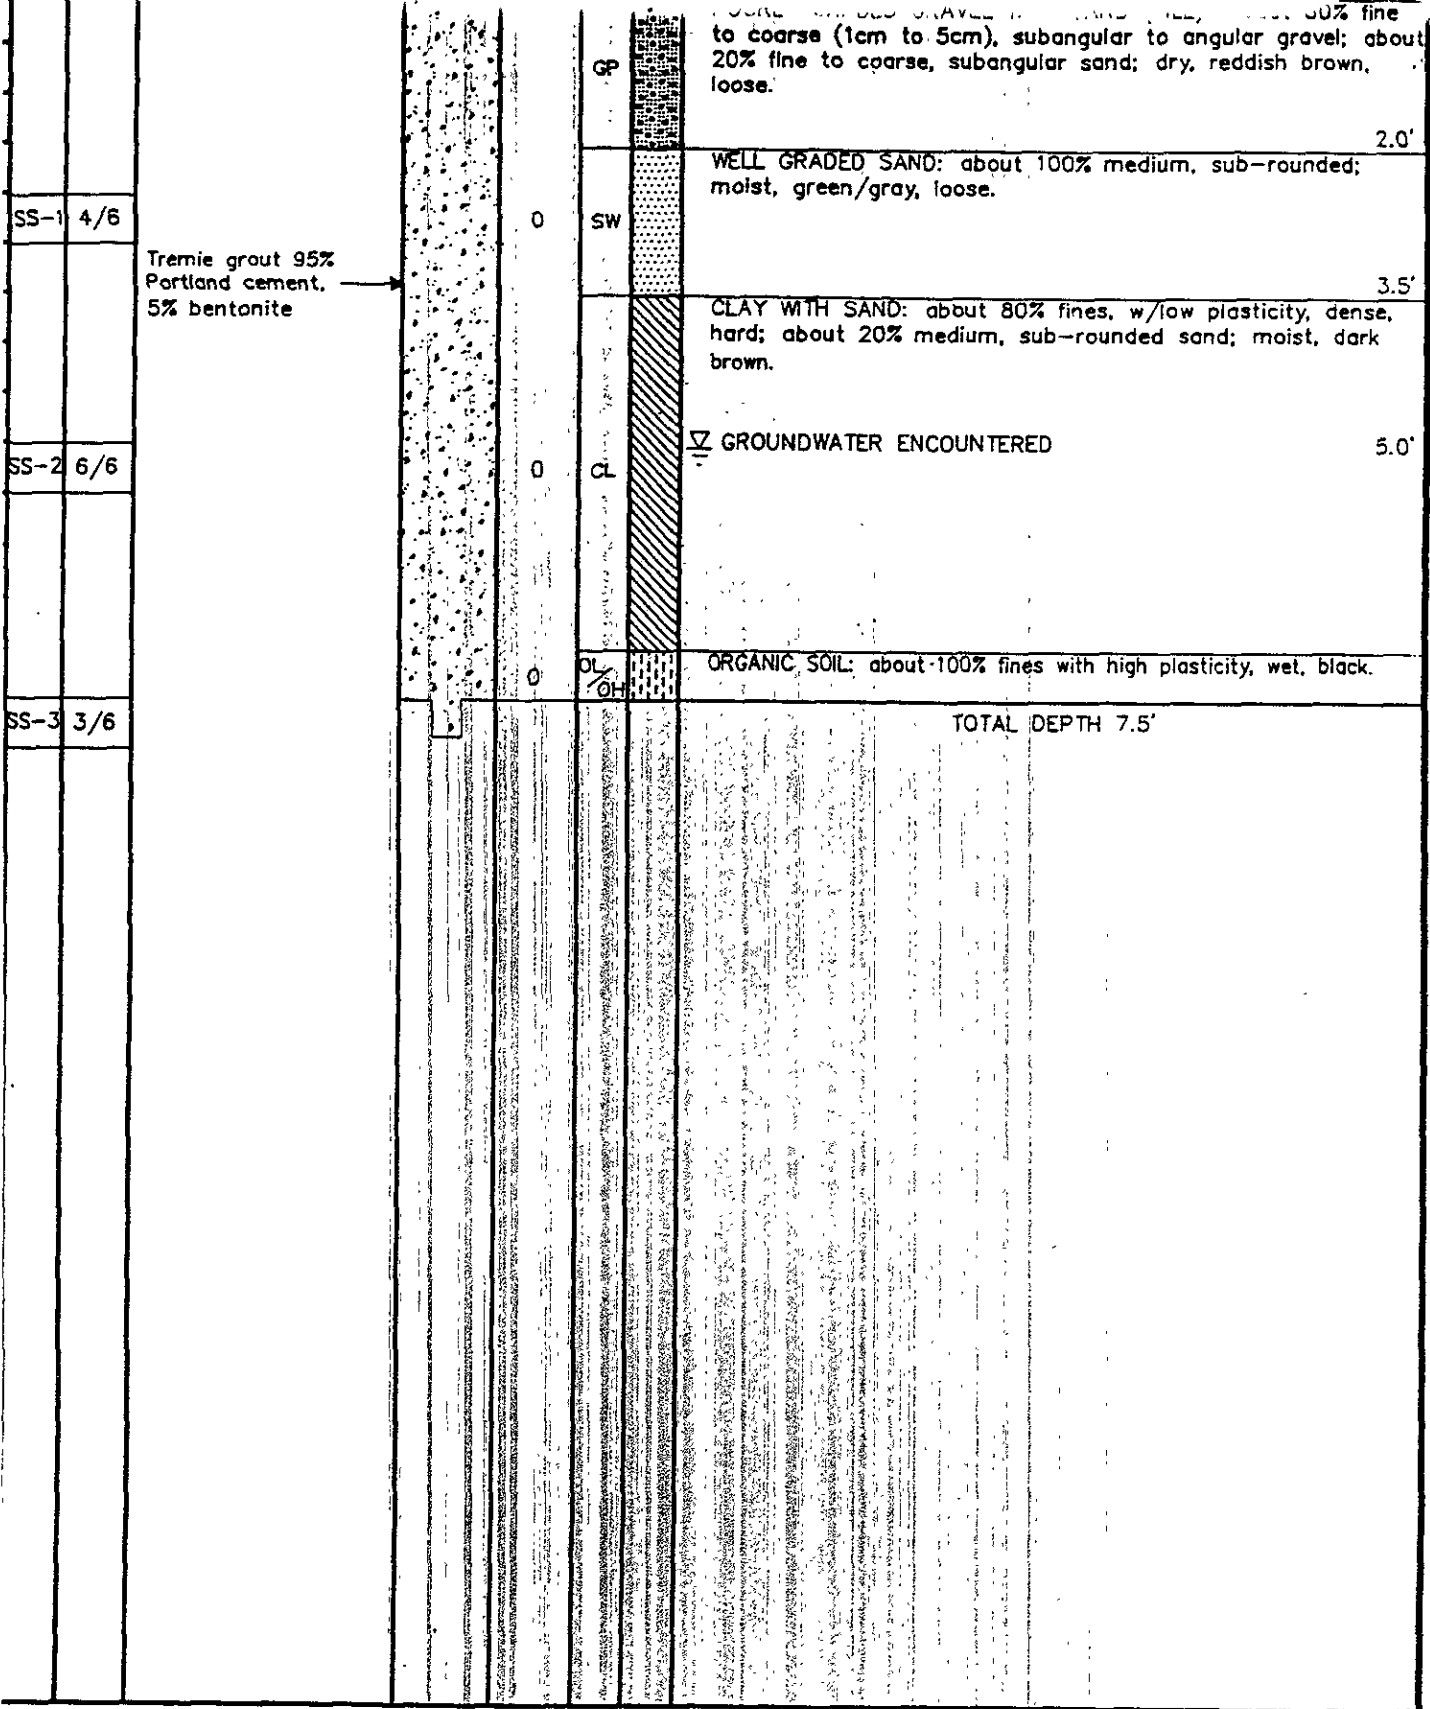 30% fine
to coarse (1cm to 5cm), subangular to angular gravel; about
20% fine to coarse, subangular sand; dry, reddish brown,
loose.
GP
2.0'
WELL GRADED SAND: about 100% medium, sub-rounded;
moist, green/gray, loose.
SS-1 4/6
0
SW
Tremie grout 95%
Portland cement,
5% bentonite
3.5'
CLAY WITH SAND: about 80% fines, w/low plasticity, dense,
hard; about 20% medium, sub-rounded sand; moist, dark
brown.
GROUNDWATER ENCOUNTERED
5.0'
SS-2 6/6
0
CL
0
OL/OH
ORGANIC SOIL: about 100% fines with high plasticity, wet, black.
SS-3 3/6
TOTAL DEPTH 7.5'